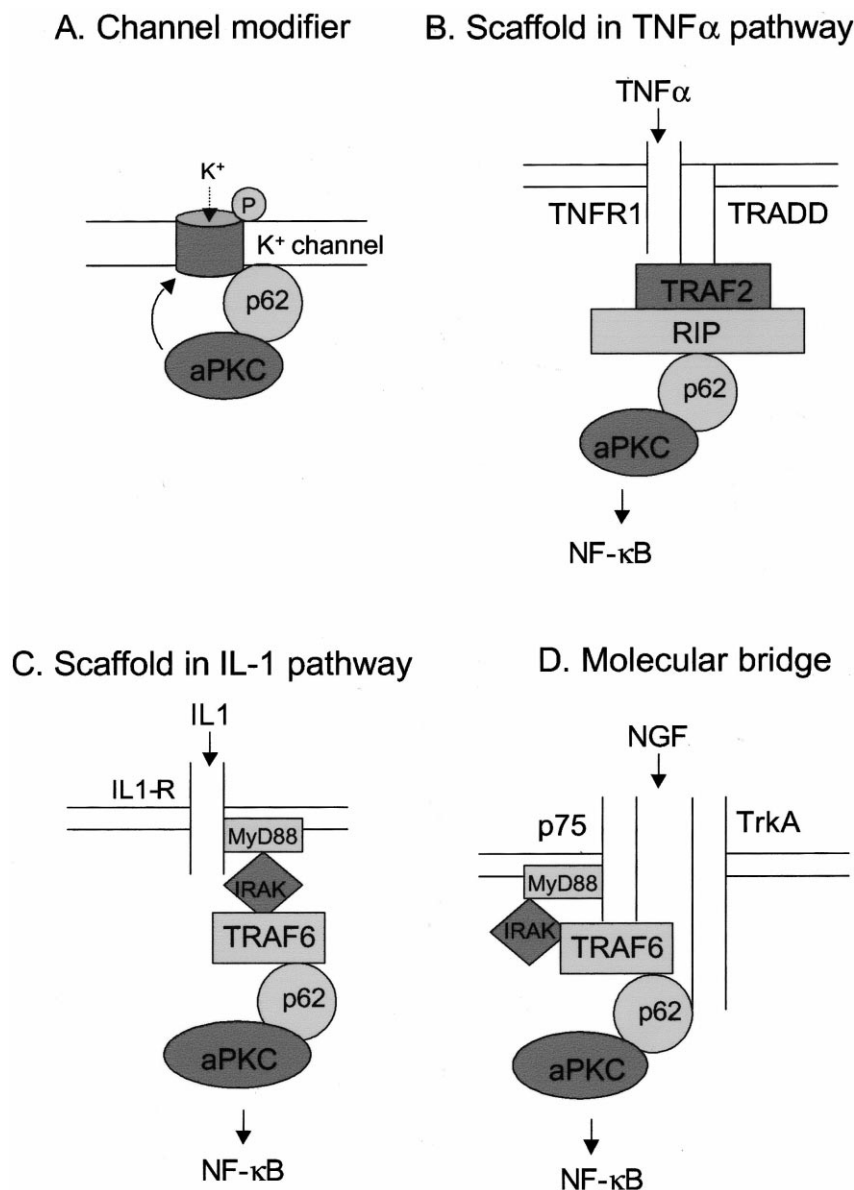 A. Channel modifier
K+
P
K+ channel
p62
aPKC
B. Scaffold in TNFα pathway
TNFα
TNFR1 TRADD
TRAF2
RIP
p62
aPKC
NF-κB
C. Scaffold in IL-1 pathway
IL1
IL1-R
MyD88
IRAK
TRAF6
p62
aPKC
NF-κB
D. Molecular bridge
NGF
p75 TrkA
MyD88
IRAK
TRAF6
p62
aPKC
NF-κB